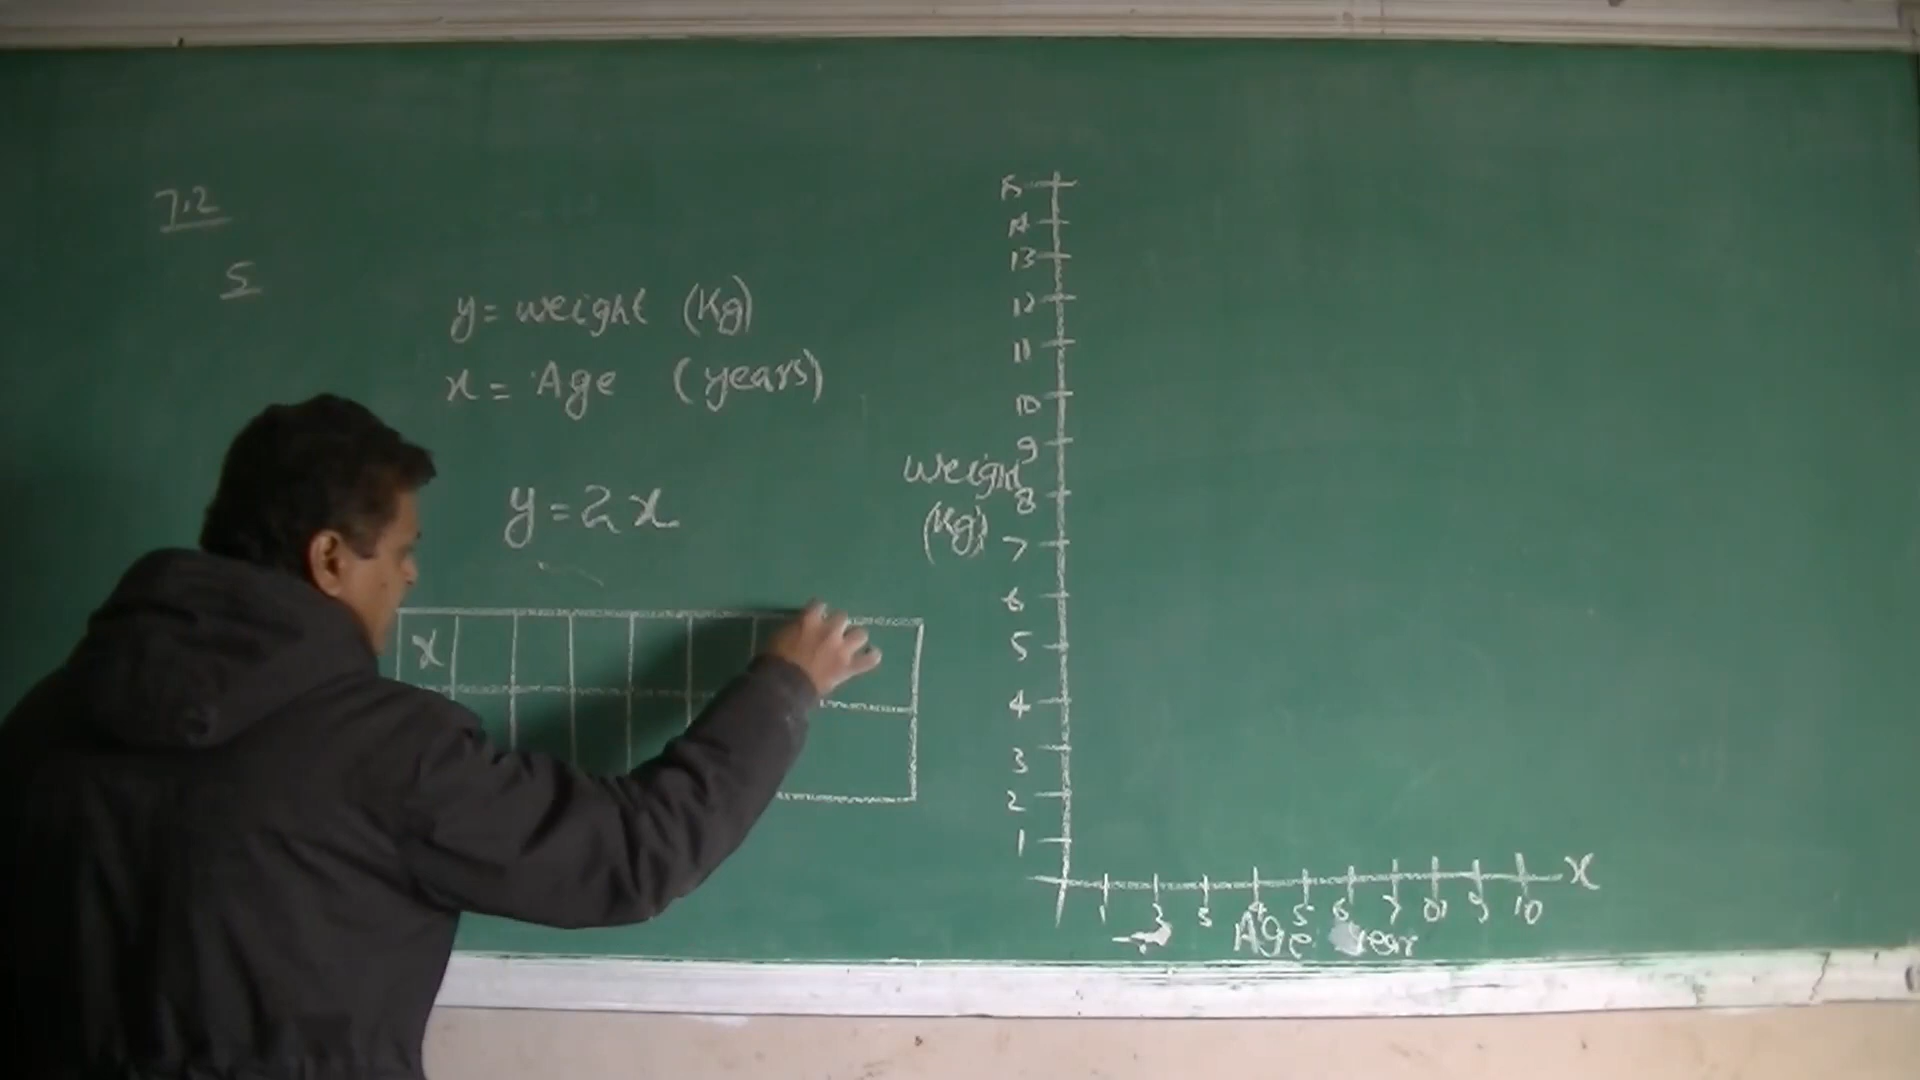 7.2
5
y = weight (Kg)
x = Age (years)
y = 2x
x
15
14
13
12
11
10
9
weight
8
(Kg)
7
6
5
4
3
2
1
x
1 2 3 4 5 6 7 8 9 10
Age year